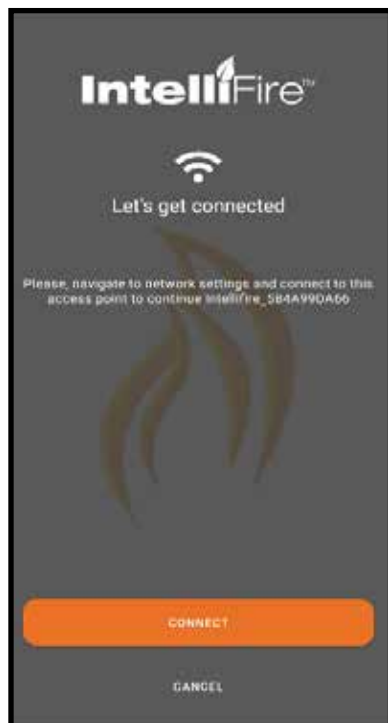 IntelliFire™
Let's get connected
Please, navigate to network settings and connect to this
access point to continue Intellifire_5B4A99DA66
CONNECT
CANCEL